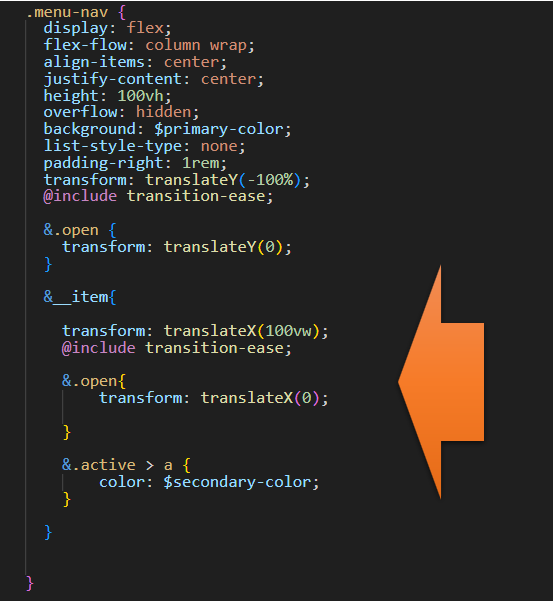 .menu-nav {
display: flex;
flex-flow: column wrap;
align-items: center;
justify-content: center;
height: 100vh;
overflow: hidden;
background: $primary-color;
list-style-type: none;
padding-right: 1rem;
transform: translateY(-100%);
@include transition-ease;
&.open {
transform: translateY(0);
}
&__item{
transform: translateX(100vw);
@include transition-ease;
&.open{
transform: translateX(0);
}
&.active > a {
color: $secondary-color;
}
}
}